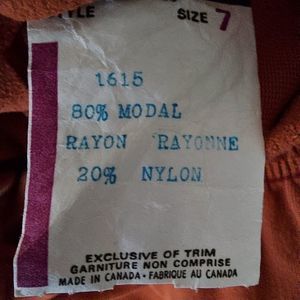 STYLE SIZE 7
1615
80% MODAL
RAYON RAYONNE
20% NYLON
EXCLUSIVE OF TRIM
GARNITURE NON COMPRISE
MADE IN CANADA • FABRIQUE AU CANADA